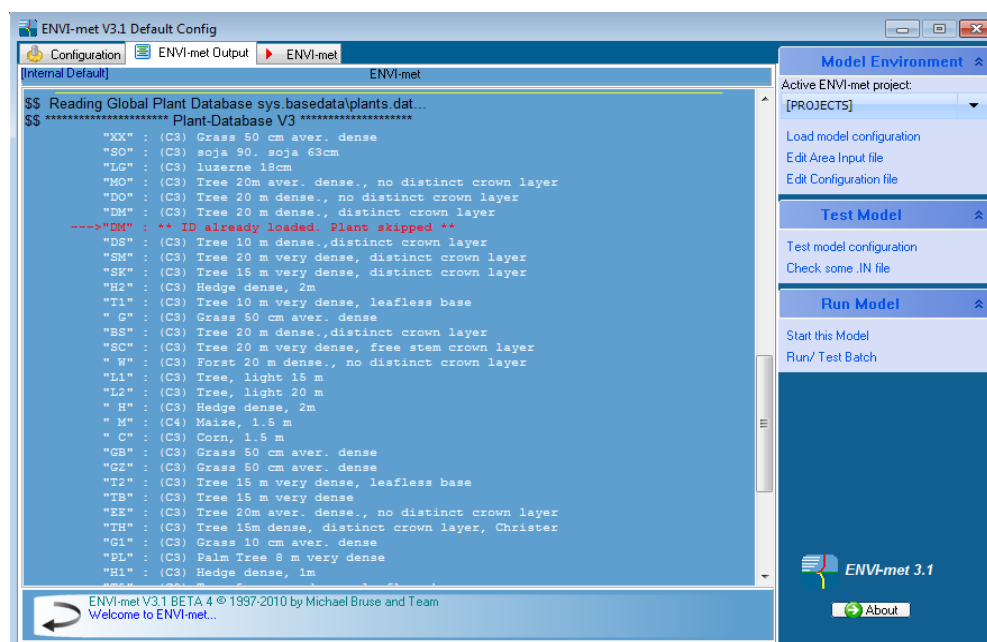 ENVI-met V3.1 Default Config
Configuration
ENVI-met Output
ENVI-met
[Internal Default]
ENVI-met
$$ Reading Global Plant Database sys.basedata\plants.dat...
$$ ********************** Plant-Database V3 ********************
"XX" : (C3) Grass 50 cm aver. dense
"SO" : (C3) soja 90. soja 63cm
"LG" : (C3) luzerne 18cm
"MO" : (C3) Tree 20m aver. dense., no distinct crown layer
"DO" : (C3) Tree 20 m dense., no distinct crown layer
"DM" : (C3) Tree 20 m dense., distinct crown layer
--->"DM" : ** ID already loaded. Plant skipped **
"DS" : (C3) Tree 10 m dense.,distinct crown layer
"SM" : (C3) Tree 20 m very dense, distinct crown layer
"SK" : (C3) Tree 15 m very dense, distinct crown layer
"H2" : (C3) Hedge dense, 2m
"T1" : (C3) Tree 10 m very dense, leafless base
" G" : (C3) Grass 50 cm aver. dense
"BS" : (C3) Tree 20 m dense.,distinct crown layer
"SC" : (C3) Tree 20 m very dense, free stem crown layer
" W" : (C3) Forst 20 m dense., no distinct crown layer
"L1" : (C3) Tree, light 15 m
"L2" : (C3) Tree, light 20 m
" H" : (C3) Hedge dense, 2m
" M" : (C4) Maize, 1.5 m
" C" : (C3) Corn, 1.5 m
"GB" : (C3) Grass 50 cm aver. dense
"GZ" : (C3) Grass 50 cm aver. dense
"T2" : (C3) Tree 15 m very dense, leafless base
"TB" : (C3) Tree 15 m very dense
"EE" : (C3) Tree 20m aver. dense., no distinct crown layer
"TH" : (C3) Tree 15m dense, distinct crown layer, Christer
"G1" : (C3) Grass 10 cm aver. dense
"PL" : (C3) Palm Tree 8 m very dense
"H1" : (C3) Hedge dense, 1m
ENVI-met V3.1 BETA 4 © 1997-2010 by Michael Bruse and Team
Welcome to ENVI-met...
Model Environment
Active ENVI-met project:
[PROJECTS]
Load model configuration
Edit Area Input file
Edit Configuration file
Test Model
Test model configuration
Check some .IN file
Run Model
Start this Model
Run/ Test Batch
ENVI-met 3.1
About